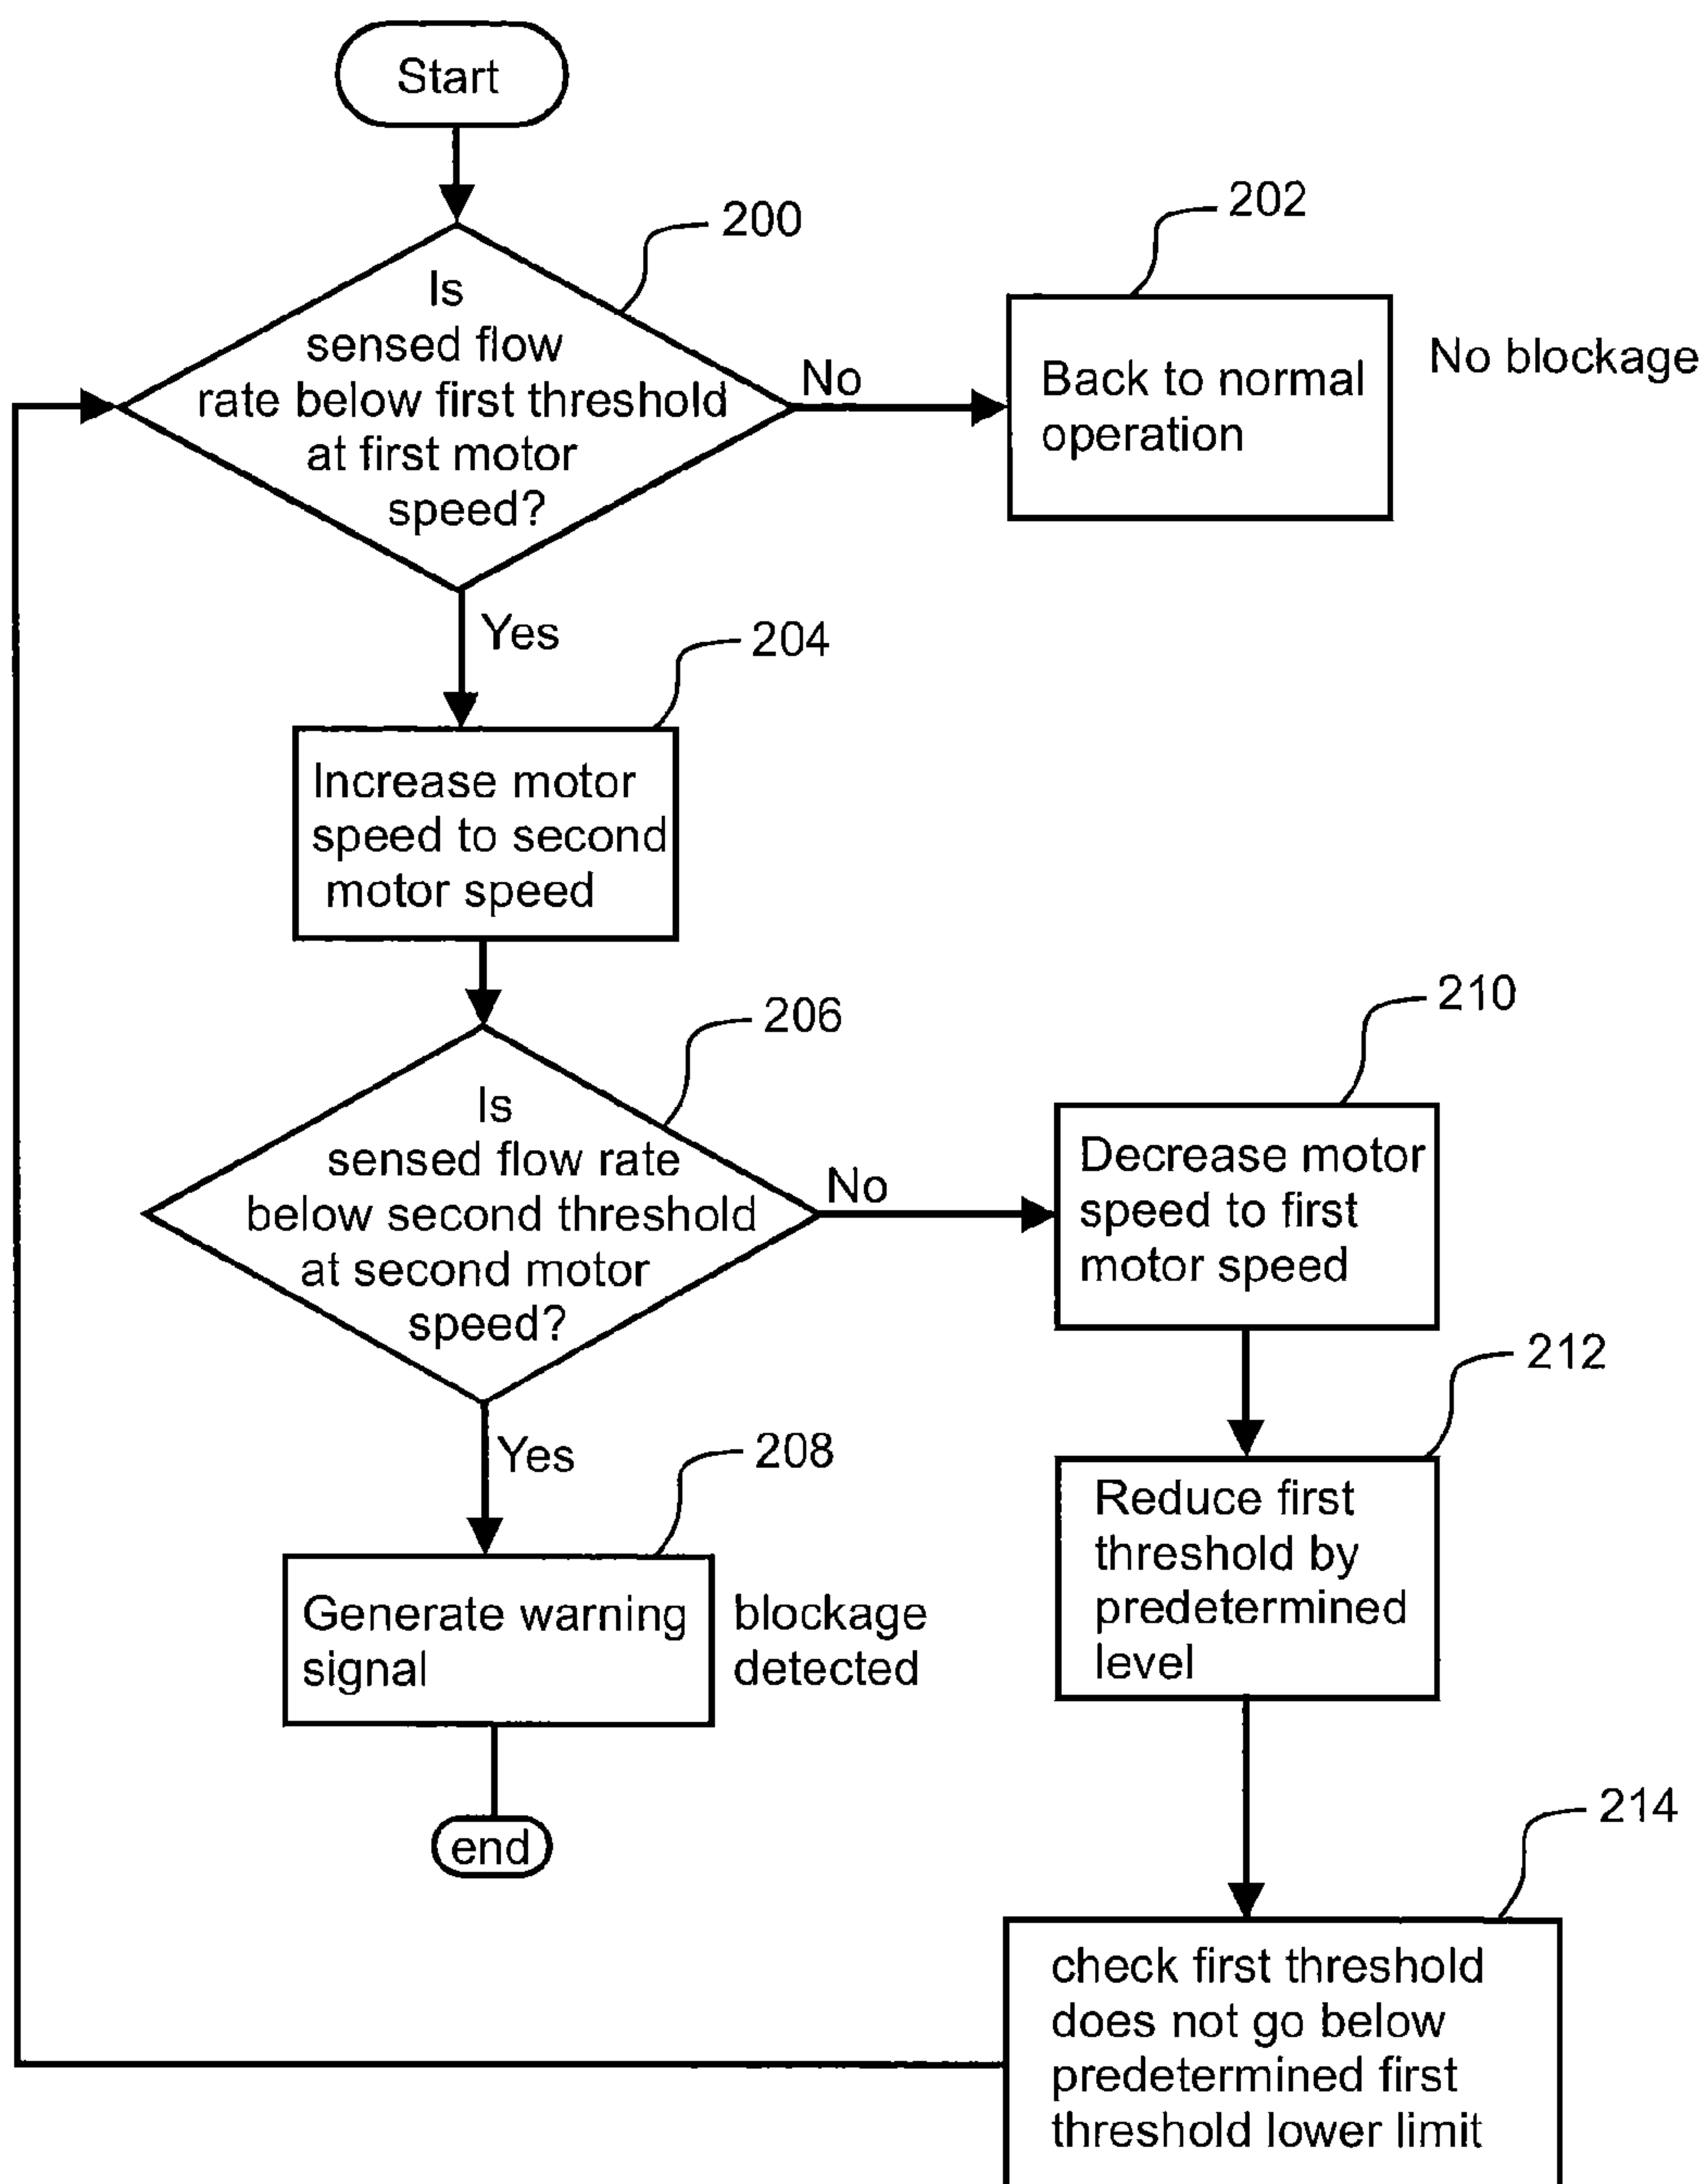 Start
200
Is
sensed flow
rate below first threshold
at first motor
speed?
No
202
Back to normal
operation
No blockage
Yes
204
Increase motor
speed to second
motor speed
206
Is
sensed flow rate
below second threshold
at second motor
speed?
No
210
Decrease motor
speed to first
motor speed
212
Reduce first
threshold by
predetermined
level
Yes
208
Generate warning
signal
blockage
detected
end
214
check first threshold
does not go below
predetermined first
threshold lower limit